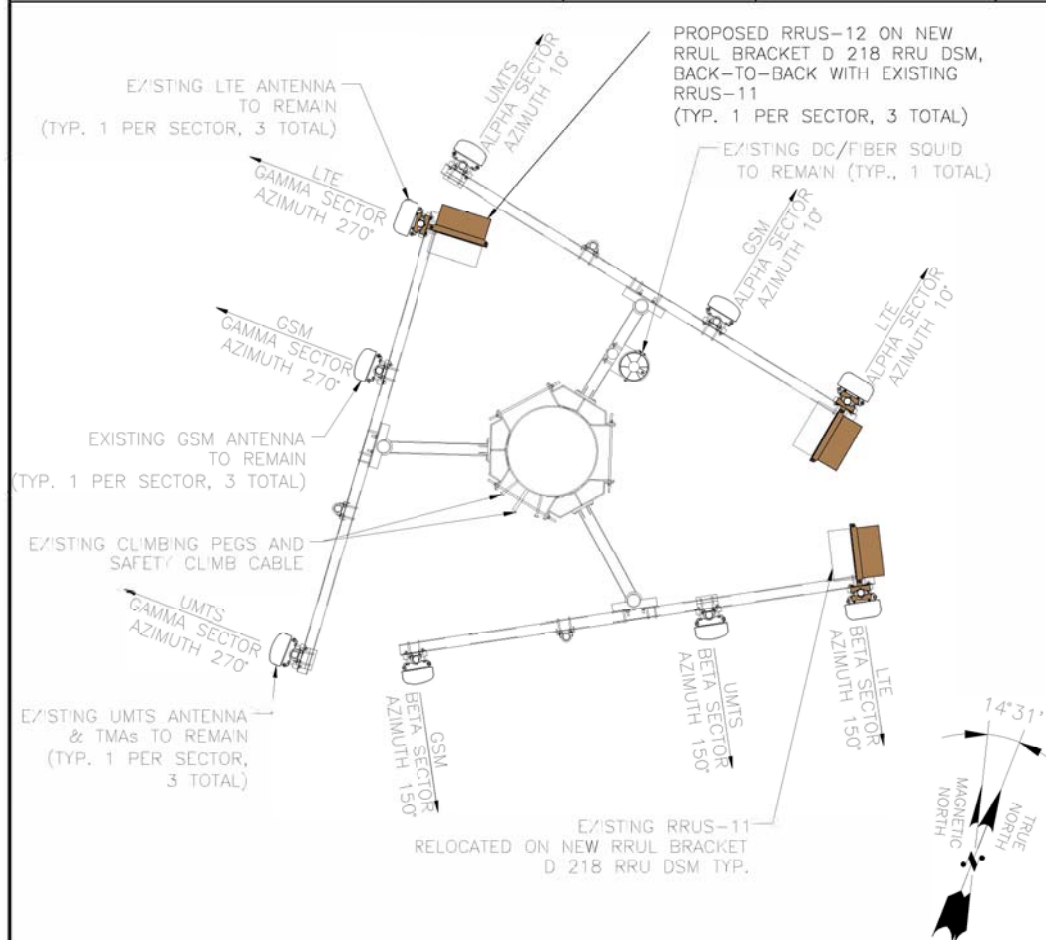 PROPOSED RRUS-12 ON NEW
RRUL BRACKET D 218 RRU DSM,
BACK-TO-BACK WITH EXISTING
RRUS-11
(TYP. 1 PER SECTOR, 3 TOTAL)
EXISTING LTE ANTENNA
TO REMAIN
(TYP. 1 PER SECTOR, 3 TOTAL)
UMTS
ALPHA SECTOR
AZIMUTH 10°
EXISTING DC/FIBER SQUID
TO REMAIN (TYP., 1 TOTAL)
LTE
GAMMA SECTOR
AZIMUTH 270°
GSM
ALPHA SECTOR
AZIMUTH 10°
LTE
ALPHA SECTOR
AZIMUTH 10°
GSM
GAMMA SECTOR
AZIMUTH 270°
EXISTING GSM ANTENNA
TO REMAIN
(TYP. 1 PER SECTOR, 3 TOTAL)
EXISTING CLIMBING PEGS AND
SAFETY CLIMB CABLE
UMTS
GAMMA SECTOR
AZIMUTH 270°
EXISTING UMTS ANTENNA
& TMAs TO REMAIN
(TYP. 1 PER SECTOR,
3 TOTAL)
GSM
BETA SECTOR
AZIMUTH 150°
UMTS
BETA SECTOR
AZIMUTH 150°
LTE
BETA SECTOR
AZIMUTH 150°
EXISTING RRUS-11
RELOCATED ON NEW RRUL BRACKET
D 218 RRU DSM TYP.
14°31'
MAGNETIC
NORTH
TRUE
NORTH
N